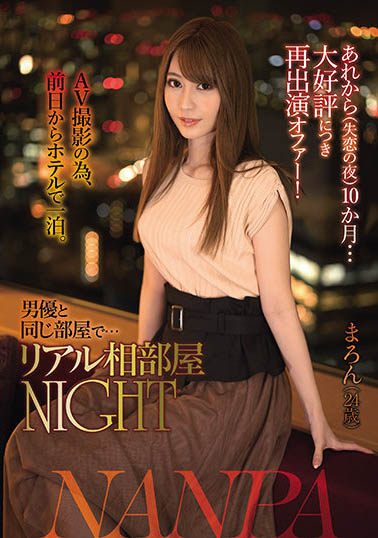 あれから(失恋の夜)10か月…
大好評につき
再出演オファー!
AV撮影の為、
前日からホテルで一泊。
まろん(24歳)
男優と
同じ部屋で…
リアル相部屋
NIGHT
NANPA